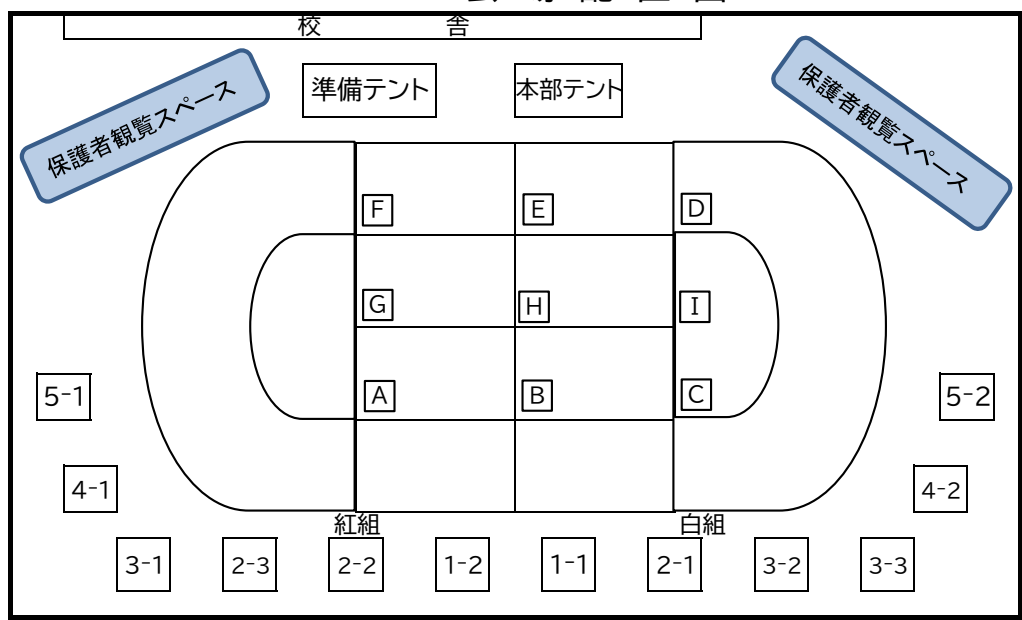 校 舎
保護者観覧スペース
準備テント
本部テント
保護者観覧スペース
F
E
D
G
H
I
A
B
C
5-1
5-2
4-1
4-2
紅組
白組
3-1
2-3
2-2
1-2
1-1
2-1
3-2
3-3